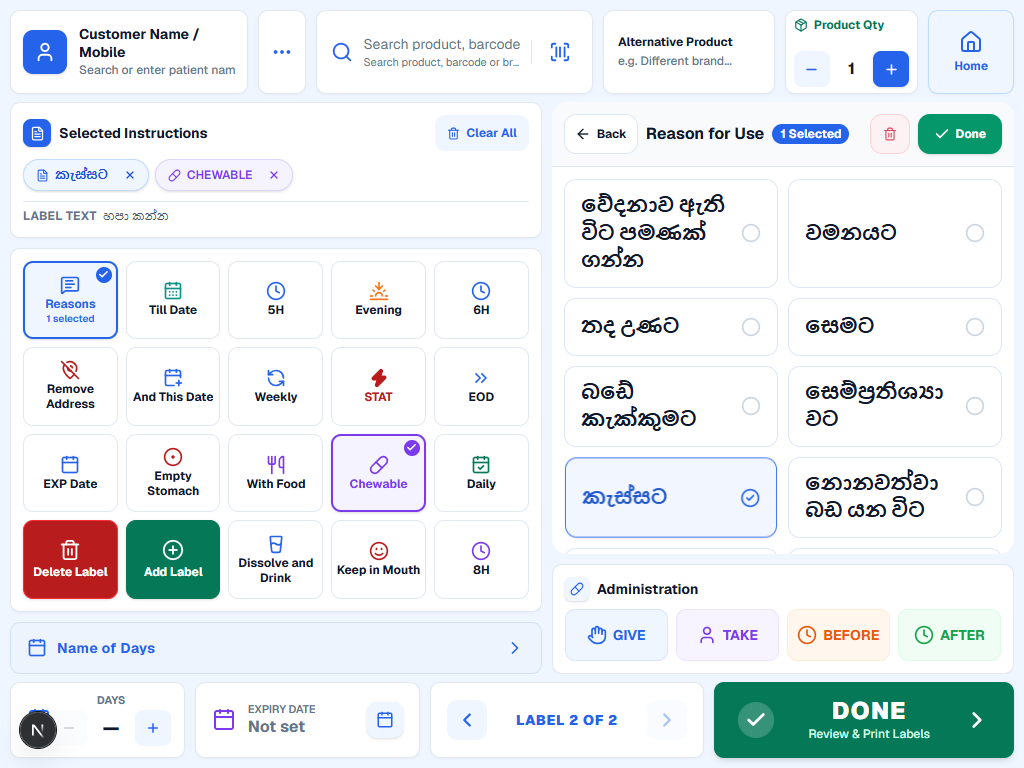 Customer Name /
Mobile
Search or enter patient nam
Search product, barcode
Search product, barcode or br...
Alternative Product
e.g. Different brand...
Product Qty
1
Home
Selected Instructions
Clear All
කැස්සට
CHEWABLE
LABEL TEXT හපා කන්න
Back
Reason for Use
1 Selected
Done
Reasons
1 selected
Till Date
5H
Evening
6H
Remove
Address
And This Date
Weekly
STAT
EOD
EXP Date
Empty
Stomach
With Food
Chewable
Daily
Delete Label
Add Label
Dissolve and
Drink
Keep in Mouth
8H
Name of Days
වේදනාව ඇති
විට පමණක්
ගන්න
වමනයට
තද උණට
සෙමට
බඩේ
කැක්කුමට
සෙම්ප්‍රතිශ්‍යා
වට
කැස්සට
නොනවත්වා
බඩ යන විට
Administration
GIVE
TAKE
BEFORE
AFTER
DAYS
N
EXPIRY DATE
Not set
LABEL 2 OF 2
DONE
Review & Print Labels